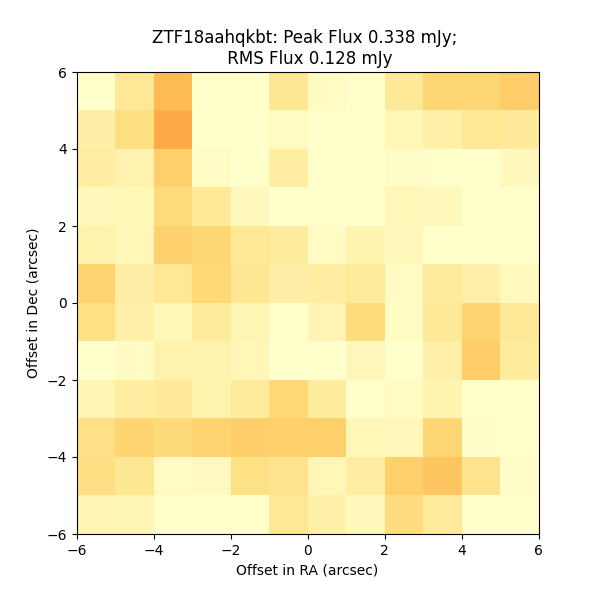 ZTF18aahqkbt: Peak Flux 0.338 mJy;
RMS Flux 0.128 mJy
6
4
2
0
−2
−4
−6
Offset in Dec (arcsec)
−6 −4 −2 0 2 4 6
Offset in RA (arcsec)